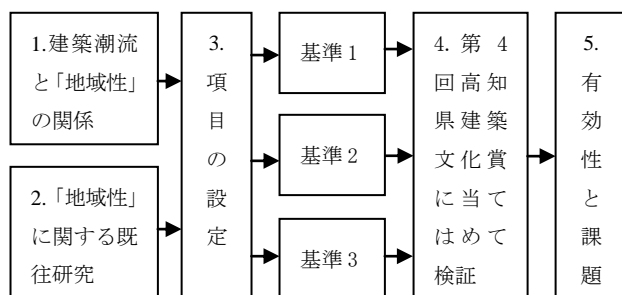 1.建築潮流
と「地域性」
の関係
2.「地域性」
に関する既
往研究
3.
項
目
の
設
定
基準1
基準2
基準3
4. 第 4
回高知
県建築
文化賞
に当て
はめて
検証
5.
有
効
性
と
課
題